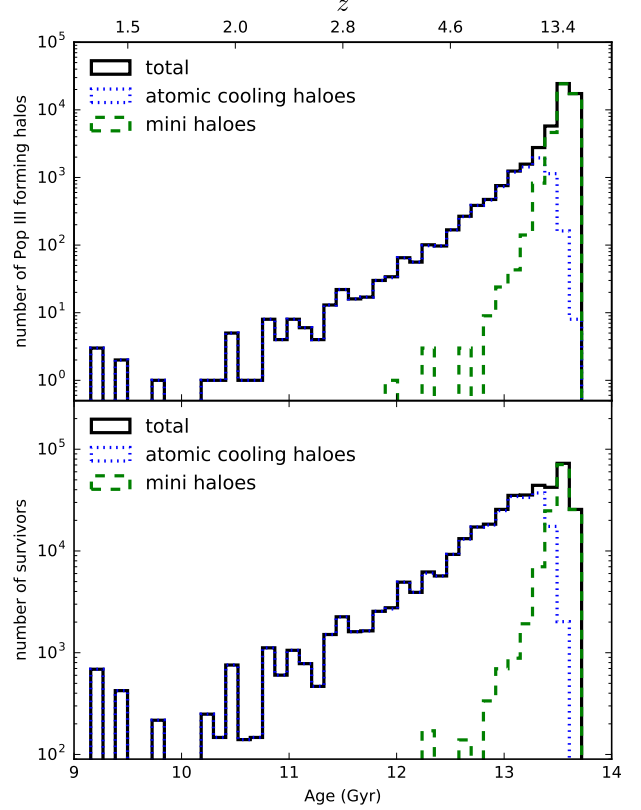 z
1.5 2.0 2.8 4.6 13.4
10^5
10^4
10^3
10^2
10^1
10^0
number of Pop III forming halos
total
atomic cooling haloes
mini haloes
10^5
10^4
10^3
10^2
number of survivors
total
atomic cooling haloes
mini haloes
9 10 11 12 13 14
Age (Gyr)